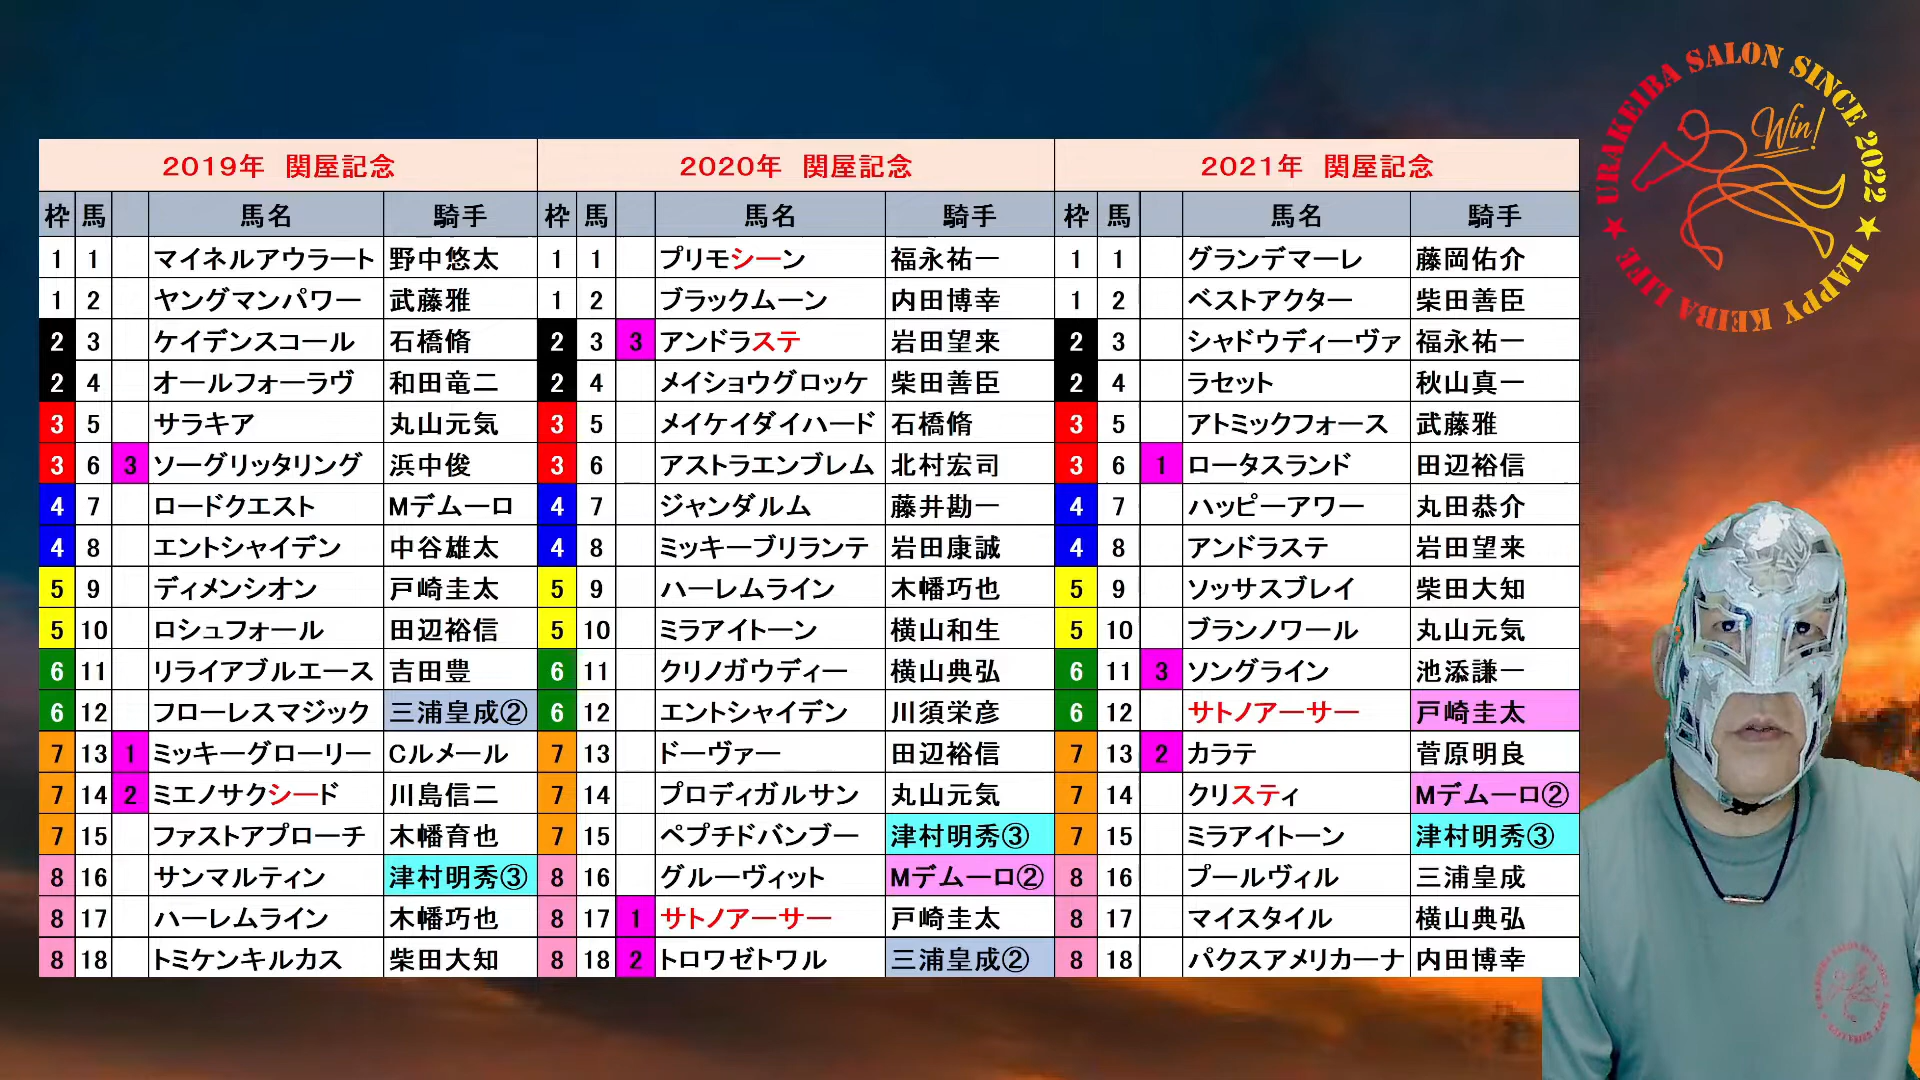 URAKEIBA SALON SINCE 2022 ★ HAPPY KEIBA LIFE ★
Win!
2019年 関屋記念 2020年 関屋記念 2021年 関屋記念
枠 馬 馬名 騎手 枠 馬 馬名 騎手 枠 馬 馬名 騎手
1 1 マイネルアウラート 野中悠太 1 1 プリモシーン 福永祐一 1 1 グランデマーレ 藤岡佑介
1 2 ヤングマンパワー 武藤雅 1 2 ブラックムーン 内田博幸 1 2 ベストアクター 柴田善臣
2 3 ケイデンスコール 石橋脩 2 3 3 アンドラステ 岩田望来 2 3 シャドウディーヴァ 福永祐一
2 4 オールフォーラヴ 和田竜二 2 4 メイショウグロッケ 柴田善臣 2 4 ラセット 秋山真一
3 5 サラキア 丸山元気 3 5 メイケイダイハード 石橋脩 3 5 アトミックフォース 武藤雅
3 6 3 ソーグリッタリング 浜中俊 3 6 アストラエンブレム 北村宏司 3 6 1 ロータスランド 田辺裕信
4 7 ロードクエスト Mデムーロ 4 7 ジャンダルム 藤井勘一 4 7 ハッピーアワー 丸田恭介
4 8 エントシャイデン 中谷雄太 4 8 ミッキーブリランテ 岩田康誠 4 8 アンドラステ 岩田望来
5 9 ディメンシオン 戸崎圭太 5 9 ハーレムライン 木幡巧也 5 9 ソッサスブレイ 柴田大知
5 10 ロシュフォール 田辺裕信 5 10 ミラアイトーン 横山和生 5 10 ブランノワール 丸山元気
6 11 リライアブルエース 吉田豊 6 11 クリノガウディー 横山典弘 6 11 3 ソングライン 池添謙一
6 12 フローレスマジック 三浦皇成② 6 12 エントシャイデン 川須栄彦 6 12 サトノアーサー 戸崎圭太
7 13 1 ミッキーグローリー Cルメール 7 13 ドーヴァー 田辺裕信 7 13 2 カラテ 菅原明良
7 14 2 ミエノサクシード 川島信二 7 14 プロディガルサン 丸山元気 7 14 クリスティ Mデムーロ②
7 15 ファストアプローチ 木幡育也 7 15 ペプチドバンブー 津村明秀③ 7 15 ミラアイトーン 津村明秀③
8 16 サンマルティン 津村明秀③ 8 16 グルーヴィット Mデムーロ② 8 16 プールヴィル 三浦皇成
8 17 ハーレムライン 木幡巧也 8 17 1 サトノアーサー 戸崎圭太 8 17 マイスタイル 横山典弘
8 18 トミケンキルカス 柴田大知 8 18 2 トロワゼトワル 三浦皇成② 8 18 パクスアメリカーナ 内田博幸